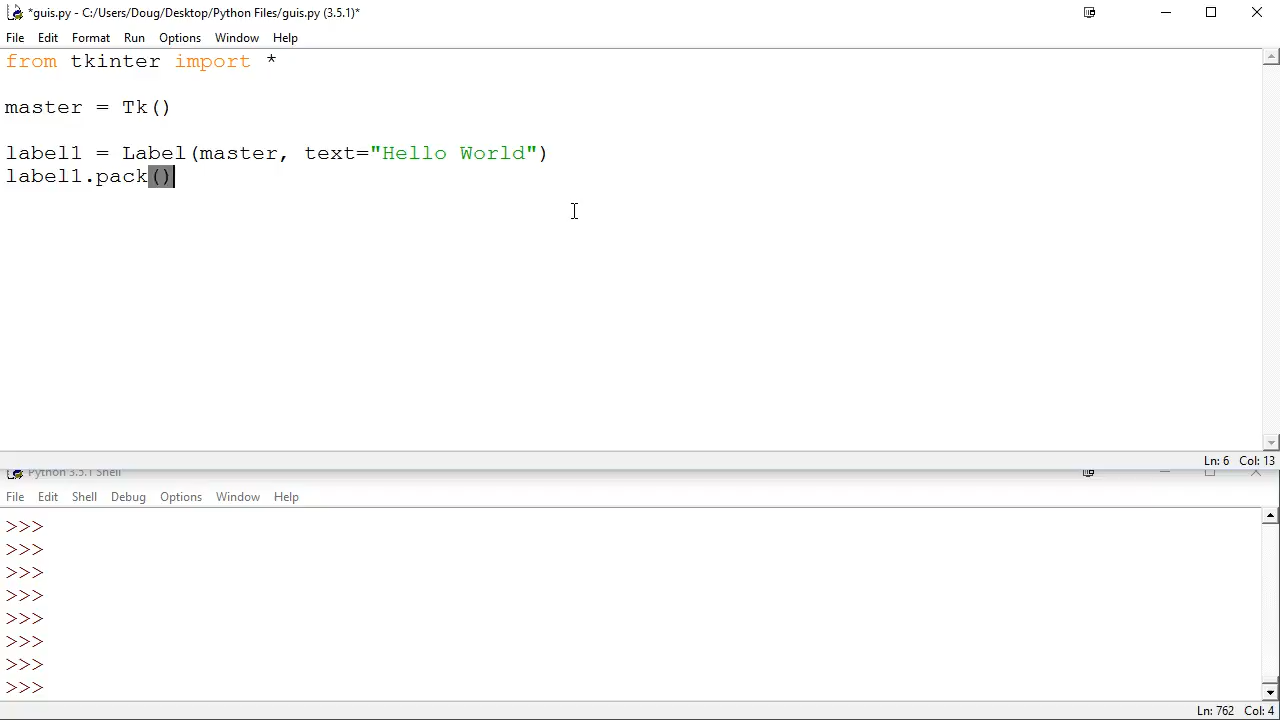 *guis.py - C:/Users/Doug/Desktop/Python Files/guis.py (3.5.1)*
File Edit Format Run Options Window Help
from tkinter import *
master = Tk()
label1 = Label(master, text="Hello World")
label1.pack()
Ln: 6 Col: 13
Python 3.5.1 Shell
File Edit Shell Debug Options Window Help
>>>
>>>
>>>
>>>
>>>
>>>
>>>
>>>
Ln: 762 Col: 4